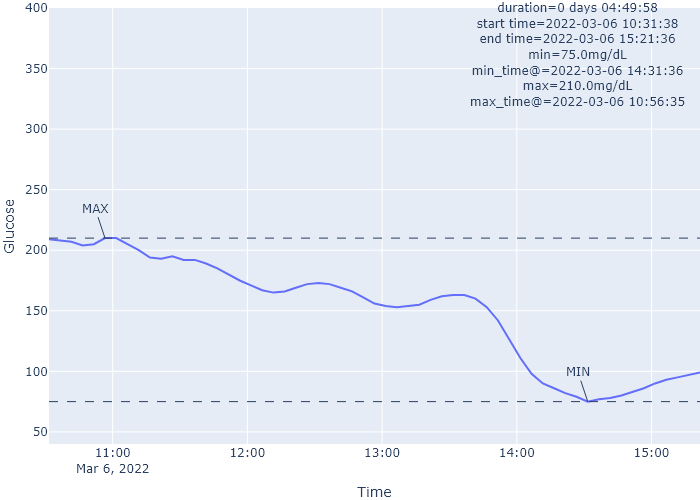 duration=0 days 04:49:58
start time=2022-03-06 10:31:38
end time=2022-03-06 15:21:36
min=75.0mg/dL
min_time@=2022-03-06 14:31:36
max=210.0mg/dL
max_time@=2022-03-06 10:56:35
400
350
300
250
200
150
100
50
Glucose
MAX
MIN
11:00
12:00
13:00
14:00
15:00
Mar 6, 2022
Time